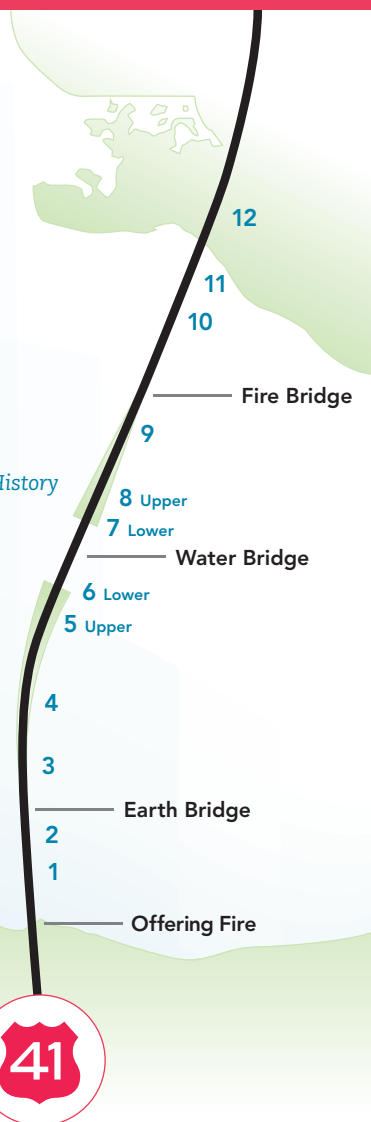 12
11
10
Fire Bridge
9
History
8 Upper
7 Lower
Water Bridge
6 Lower
5 Upper
4
3
Earth Bridge
2
1
Offering Fire
41